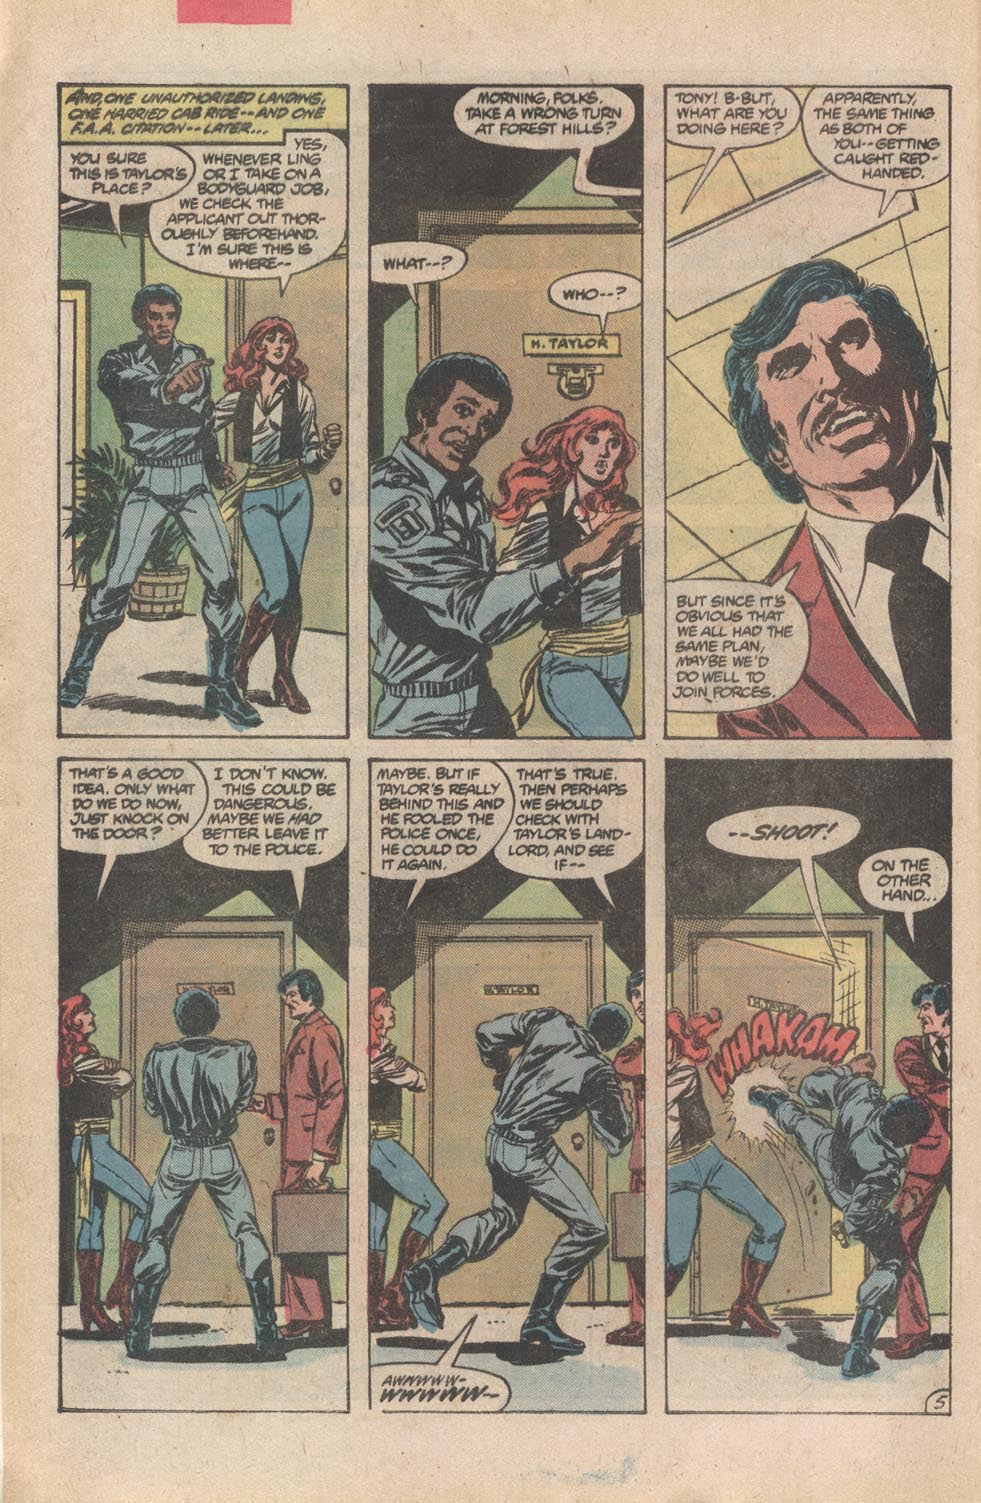 AND, ONE UNAUTHORIZED LANDING,
ONE HARRIED CAB RIDE--AND ONE
F.A.A. CITATION--LATER...
YOU SURE
THIS IS TAYLOR'S
PLACE?
YES,
WHENEVER LING
OR I TAKE ON A
BODYGUARD JOB,
WE CHECK THE
APPLICANT OUT THOR-
OUGHLY BEFOREHAND.
I'M SURE THIS IS
WHERE--
MORNING, FOLKS.
TAKE A WRONG TURN
AT FOREST HILLS?
WHAT--?
WHO--?
H. TAYLOR
TONY! B-BUT,
WHAT ARE YOU
DOING HERE?
APPARENTLY,
THE SAME THING
AS BOTH OF
YOU--GETTING
CAUGHT RED-
HANDED.
BUT SINCE IT'S
OBVIOUS THAT
WE ALL HAD THE
SAME PLAN,
MAYBE WE'D
DO WELL TO
JOIN FORCES.
THAT'S A GOOD
IDEA. ONLY WHAT
DO WE DO NOW,
JUST KNOCK ON
THE DOOR?
I DON'T KNOW.
THIS COULD BE
DANGEROUS.
MAYBE WE HAD
BETTER LEAVE IT
TO THE POLICE.
H. TAYLOR
MAYBE. BUT IF
TAYLOR'S REALLY
BEHIND THIS AND
HE FOOLED THE
POLICE ONCE,
HE COULD DO
IT AGAIN.
THAT'S TRUE.
THEN PERHAPS
WE SHOULD
CHECK WITH
TAYLOR'S LAND-
LORD, AND SEE
IF--
H. TAYLOR
AWWWWW-
WWWWWW--
--SHOOT!
ON THE
OTHER
HAND...
H. TAYLOR
WHAKAM
5